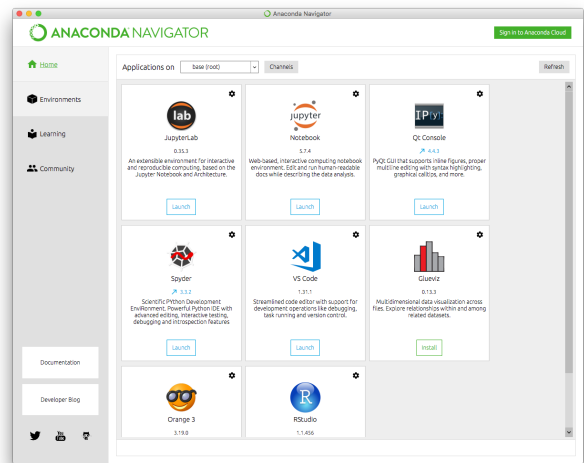 Anaconda Navigator
ANACONDA NAVIGATOR
Sign in to Anaconda Cloud
Home
Environments
Learning
Community
Documentation
Developer Blog
You Tube
Applications on
base (root)
Channels
Refresh
lab
JupyterLab
0.35.3
An extensible environment for interactive
and reproducible computing, based on the
Jupyter Notebook and Architecture.
Launch
jupyter
Notebook
5.7.4
Web-based, interactive computing notebook
environment. Edit and run human-readable
docs while describing the data analysis.
Launch
IP[y]:
Qt Console
4.4.3
PyQt GUI that supports inline figures, proper
multiline editing with syntax highlighting,
graphical calltips, and more.
Launch
Spyder
3.3.2
Scientific PYthon Development
EnviRonment. Powerful Python IDE with
advanced editing, interactive testing,
debugging and introspection features
Launch
VS Code
1.31.1
Streamlined code editor with support for
development operations like debugging,
task running and version control.
Launch
Glueviz
0.13.3
Multidimensional data visualization across
files. Explore relationships within and among
related datasets.
Install
Orange 3
3.19.0
R
RStudio
1.1.456